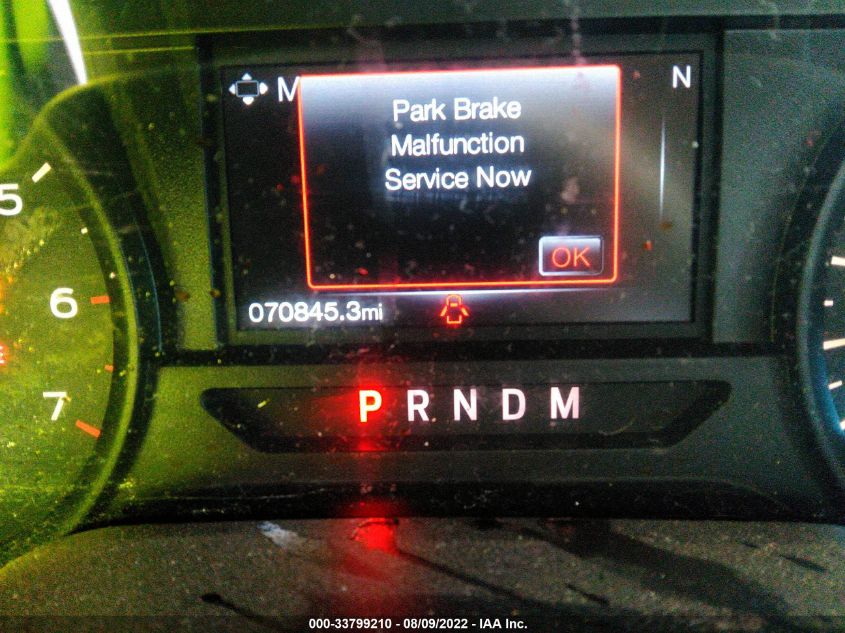 M
N
Park Brake
Malfunction
Service Now
OK
070845.3mi
5
6
7
P R N D M
000-33799210 - 08/09/2022 - IAA Inc.